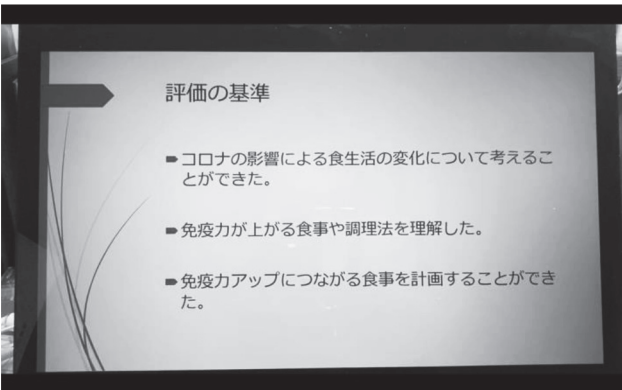 評価の基準
➡コロナの影響による食生活の変化について考えるこ
とができた。
➡免疫力が上がる食事や調理法を理解した。
➡免疫力アップにつながる食事を計画することができ
た。